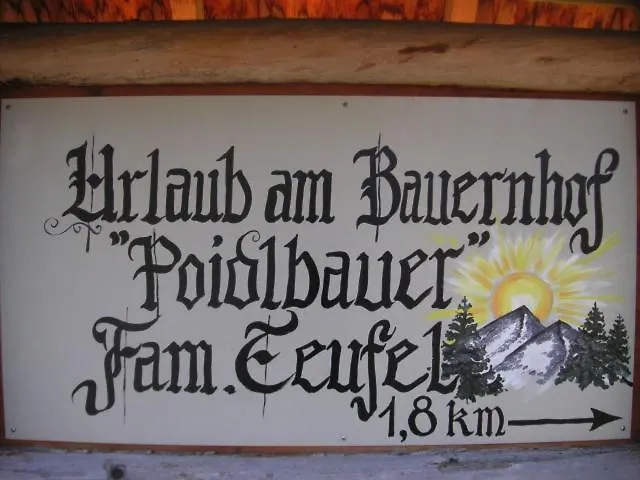 Urlaub am Bauernhof
"Poidlbauer"
Fam. Teufel
1,8 km